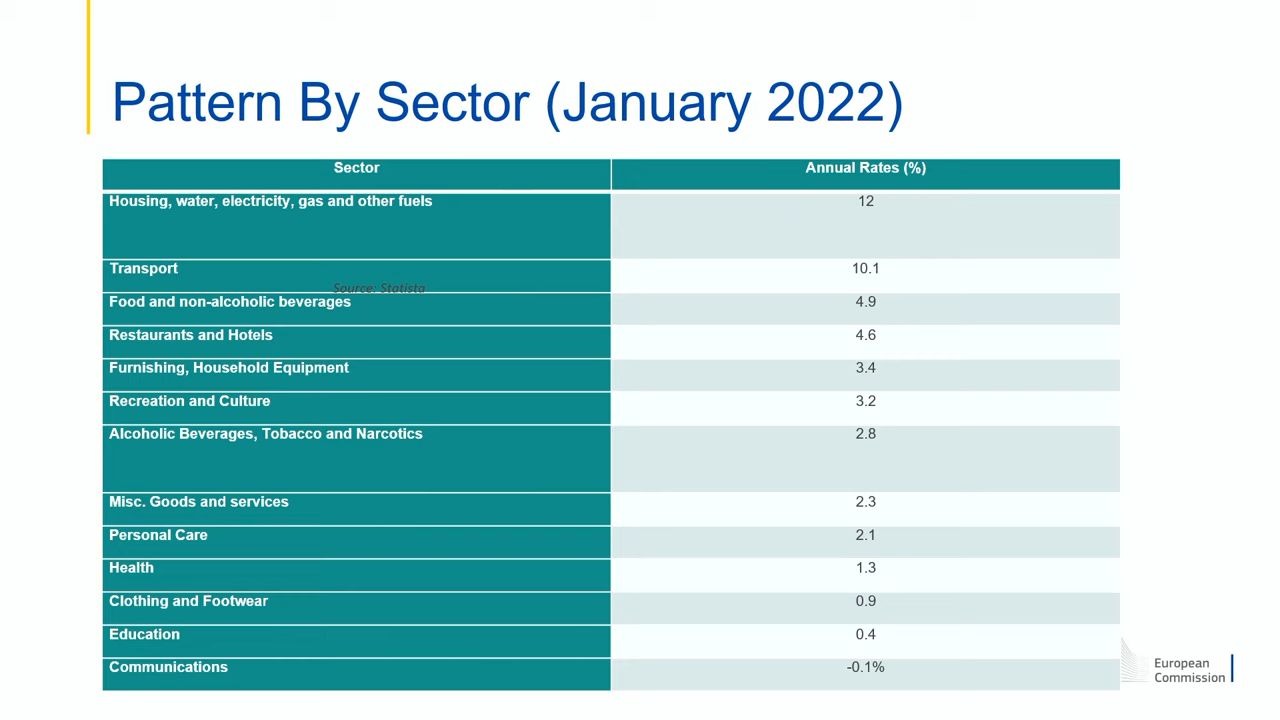 Pattern By Sector (January 2022)
Sector Annual Rates (%)
Housing, water, electricity, gas and other fuels 12
Transport 10.1
Source: Statista
Food and non-alcoholic beverages 4.9
Restaurants and Hotels 4.6
Furnishing, Household Equipment 3.4
Recreation and Culture 3.2
Alcoholic Beverages, Tobacco and Narcotics 2.8
Misc. Goods and services 2.3
Personal Care 2.1
Health 1.3
Clothing and Footwear 0.9
Education 0.4
Communications -0.1%
European
Commission